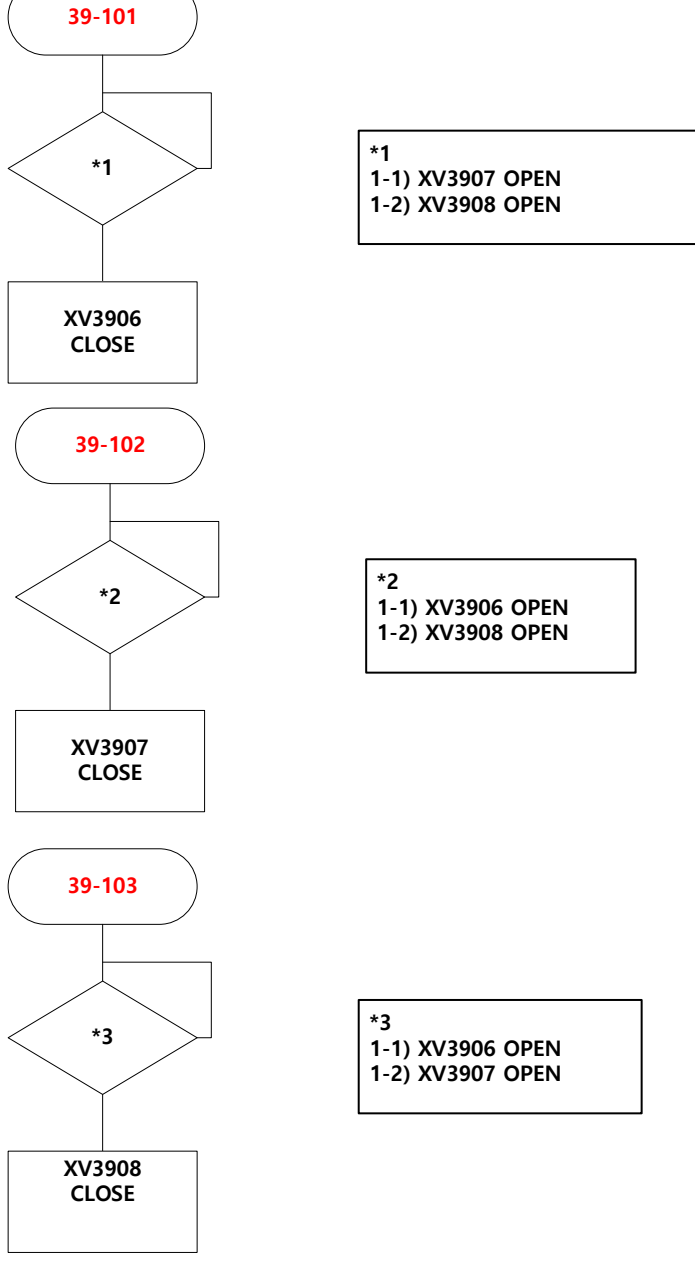 39-101
*1
*1
1-1) XV3907 OPEN
1-2) XV3908 OPEN
XV3906
CLOSE
39-102
*2
*2
1-1) XV3906 OPEN
1-2) XV3908 OPEN
XV3907
CLOSE
39-103
*3
*3
1-1) XV3906 OPEN
1-2) XV3907 OPEN
XV3908
CLOSE